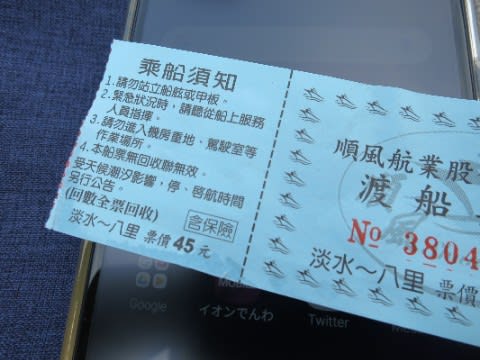 乘船須知
1.請勿站立船舷或甲板。
2.緊急狀況時，請聽從船上服務
人員指揮。
3.請勿進入機房重地、駕駛室等
作業場所。
4.本船票無回收聯無效。
受天候潮汐影響，停、啓航時間
另行公告。
(回數全票回收)
含保險
淡水～八里 票價45元
順風航業股
渡船
№ 3804
淡水～八里 票價
Google
イオンでんわ
Twitter